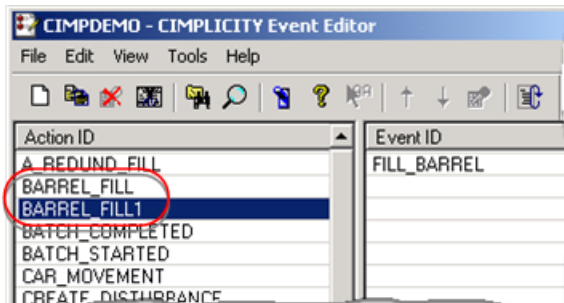 CIMPDEMO - CIMPLICITY Event Editor
File Edit View Tools Help
Action ID
Event ID
A_REDUND_FILL
FILL_BARREL
BARREL_FILL
BARREL_FILL1
BATCH_COMPLETED
BATCH_STARTED
CAR_MOVEMENT
CREATE_DISTURBANCE